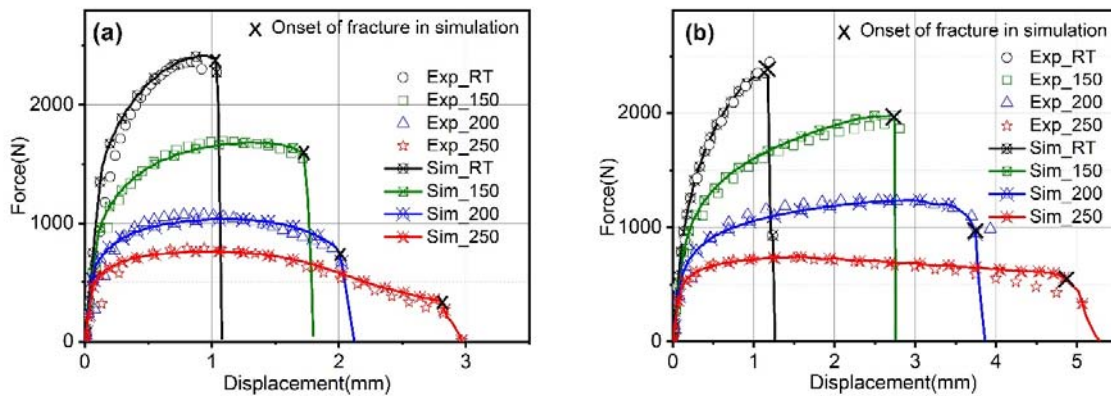 (a)
X Onset of fracture in simulation
Exp_RT
Exp_150
Exp_200
Exp_250
Sim_RT
Sim_150
Sim_200
Sim_250
Force(N)
2000
1000
0
0 1 2 3
Displacement(mm)
(b)
X Onset of fracture in simulation
Exp_RT
Exp_150
Exp_200
Exp_250
Sim_RT
Sim_150
Sim_200
Sim_250
Force(N)
2000
1000
0
0 1 2 3 4 5
Displacement(mm)